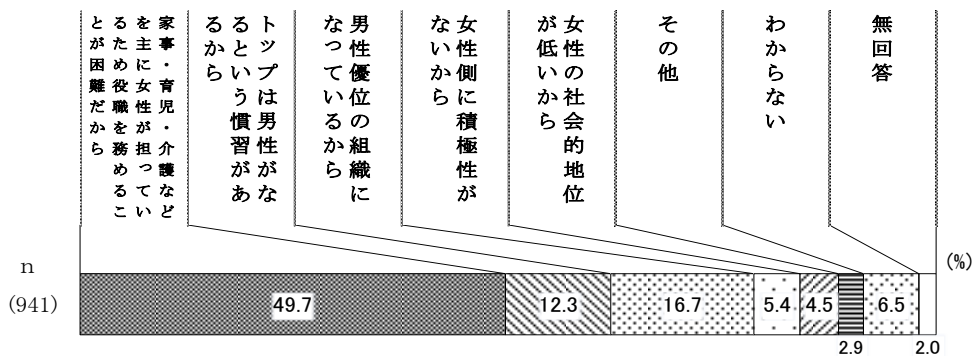 家事・育児・介護など
を主に女性が担ってい
るため役職を務めるこ
とが困難だから
トップは男性がな
るという慣習があ
るから
男性優位の組織に
なっているから
女性側に積極性が
ないから
女性の社会的地位
が低いから
その他
わからない
無回答
(%)
n
(941)
49.7
12.3
16.7
5.4
4.5
2.9
6.5
2.0